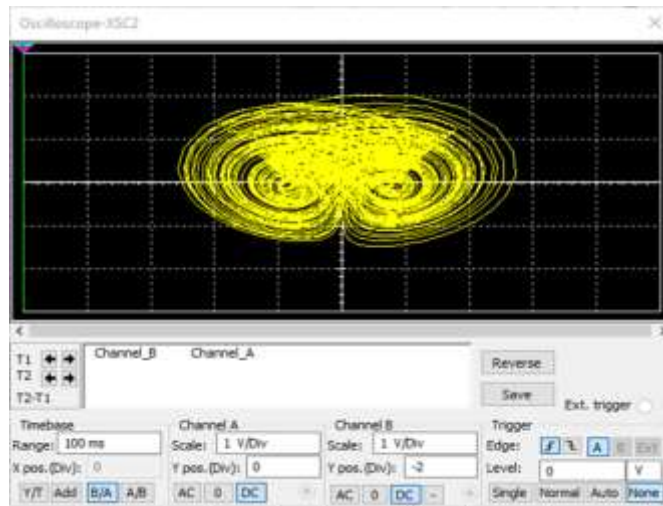 Oscilloscope-XSC2
T1
T2
T2-T1
Channel_B Channel_A
Reverse
Save
Ext. trigger
Timebase
Range: 100 ms
X pos.(Div): 0
Y/T Add B/A A/B
Channel A
Scale: 1 V/Div
Y pos.(Div): 0
AC 0 DC
Channel B
Scale: 1 V/Div
Y pos.(Div): -2
AC 0 DC -
Trigger
Edge: A B Ext
Level: 0 V
Single Normal Auto None